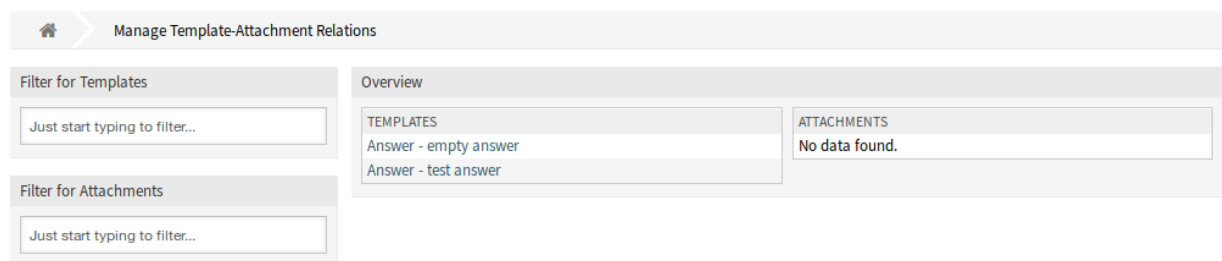 Manage Template-Attachment Relations
Filter for Templates
Just start typing to filter...
Filter for Attachments
Just start typing to filter...
Overview
TEMPLATES
Answer - empty answer
Answer - test answer
ATTACHMENTS
No data found.